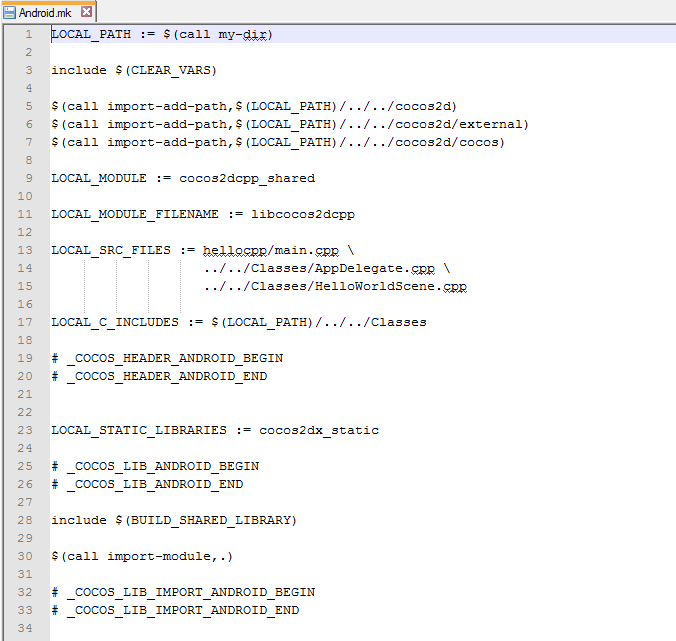 Android.mk
1 LOCAL_PATH := $(call my-dir)
2
3 include $(CLEAR_VARS)
4
5 $(call import-add-path,$(LOCAL_PATH)/../../cocos2d)
6 $(call import-add-path,$(LOCAL_PATH)/../../cocos2d/external)
7 $(call import-add-path,$(LOCAL_PATH)/../../cocos2d/cocos)
8
9 LOCAL_MODULE := cocos2dcpp_shared
10
11 LOCAL_MODULE_FILENAME := libcocos2dcpp
12
13 LOCAL_SRC_FILES := hellocpp/main.cpp \
14                    ../../Classes/AppDelegate.cpp \
15                    ../../Classes/HelloWorldScene.cpp
16
17 LOCAL_C_INCLUDES := $(LOCAL_PATH)/../../Classes
18
19 # _COCOS_HEADER_ANDROID_BEGIN
20 # _COCOS_HEADER_ANDROID_END
21
22
23 LOCAL_STATIC_LIBRARIES := cocos2dx_static
24
25 # _COCOS_LIB_ANDROID_BEGIN
26 # _COCOS_LIB_ANDROID_END
27
28 include $(BUILD_SHARED_LIBRARY)
29
30 $(call import-module,.)
31
32 # _COCOS_LIB_IMPORT_ANDROID_BEGIN
33 # _COCOS_LIB_IMPORT_ANDROID_END
34